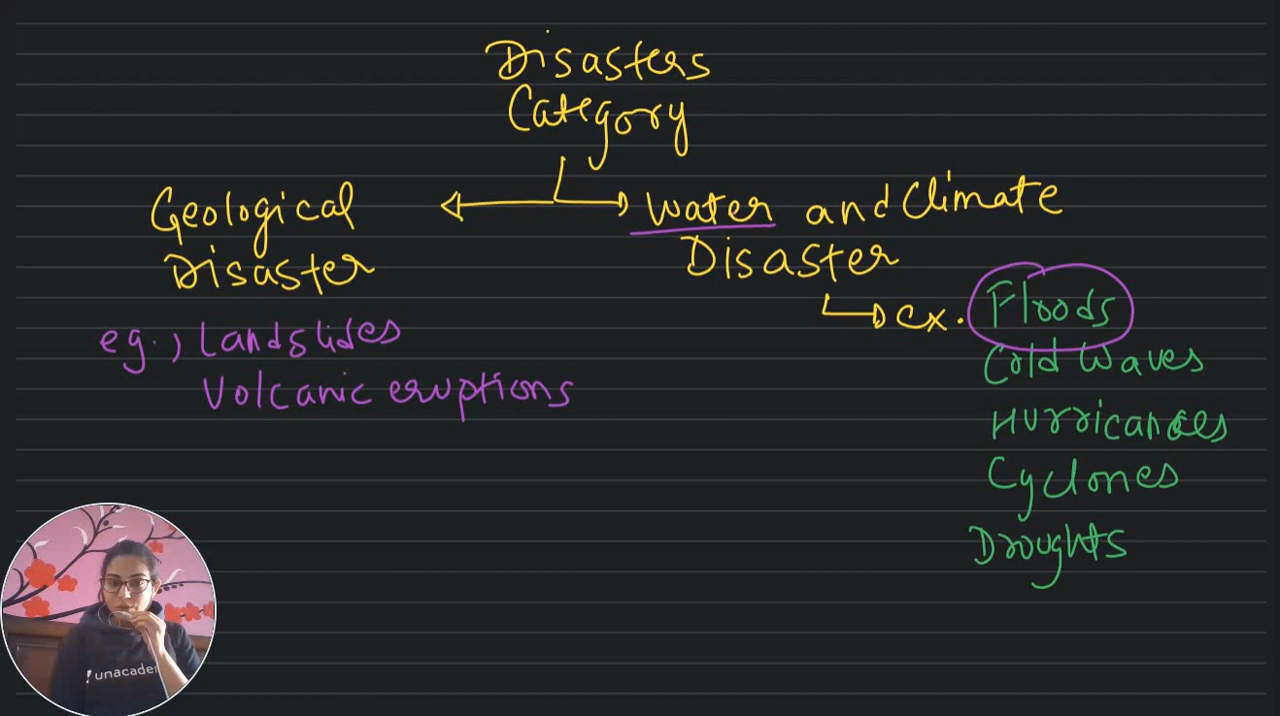 Disasters
Category
Geological
Disaster
eg., Landslides
Volcanic eruptions
Water and Climate
Disaster
ex. Floods
Cold Waves
Hurricanes
Cyclones
Droughts
unacade